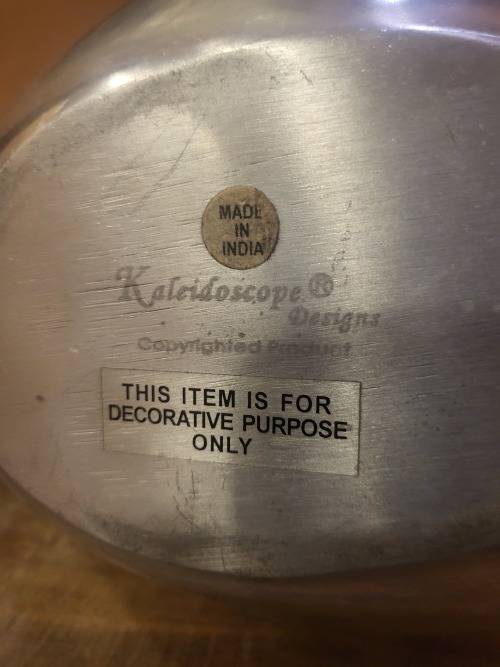 MADE
IN
INDIA
Kaleidoscope®
Designs
Copyrighted Product
THIS ITEM IS FOR
DECORATIVE PURPOSE
ONLY